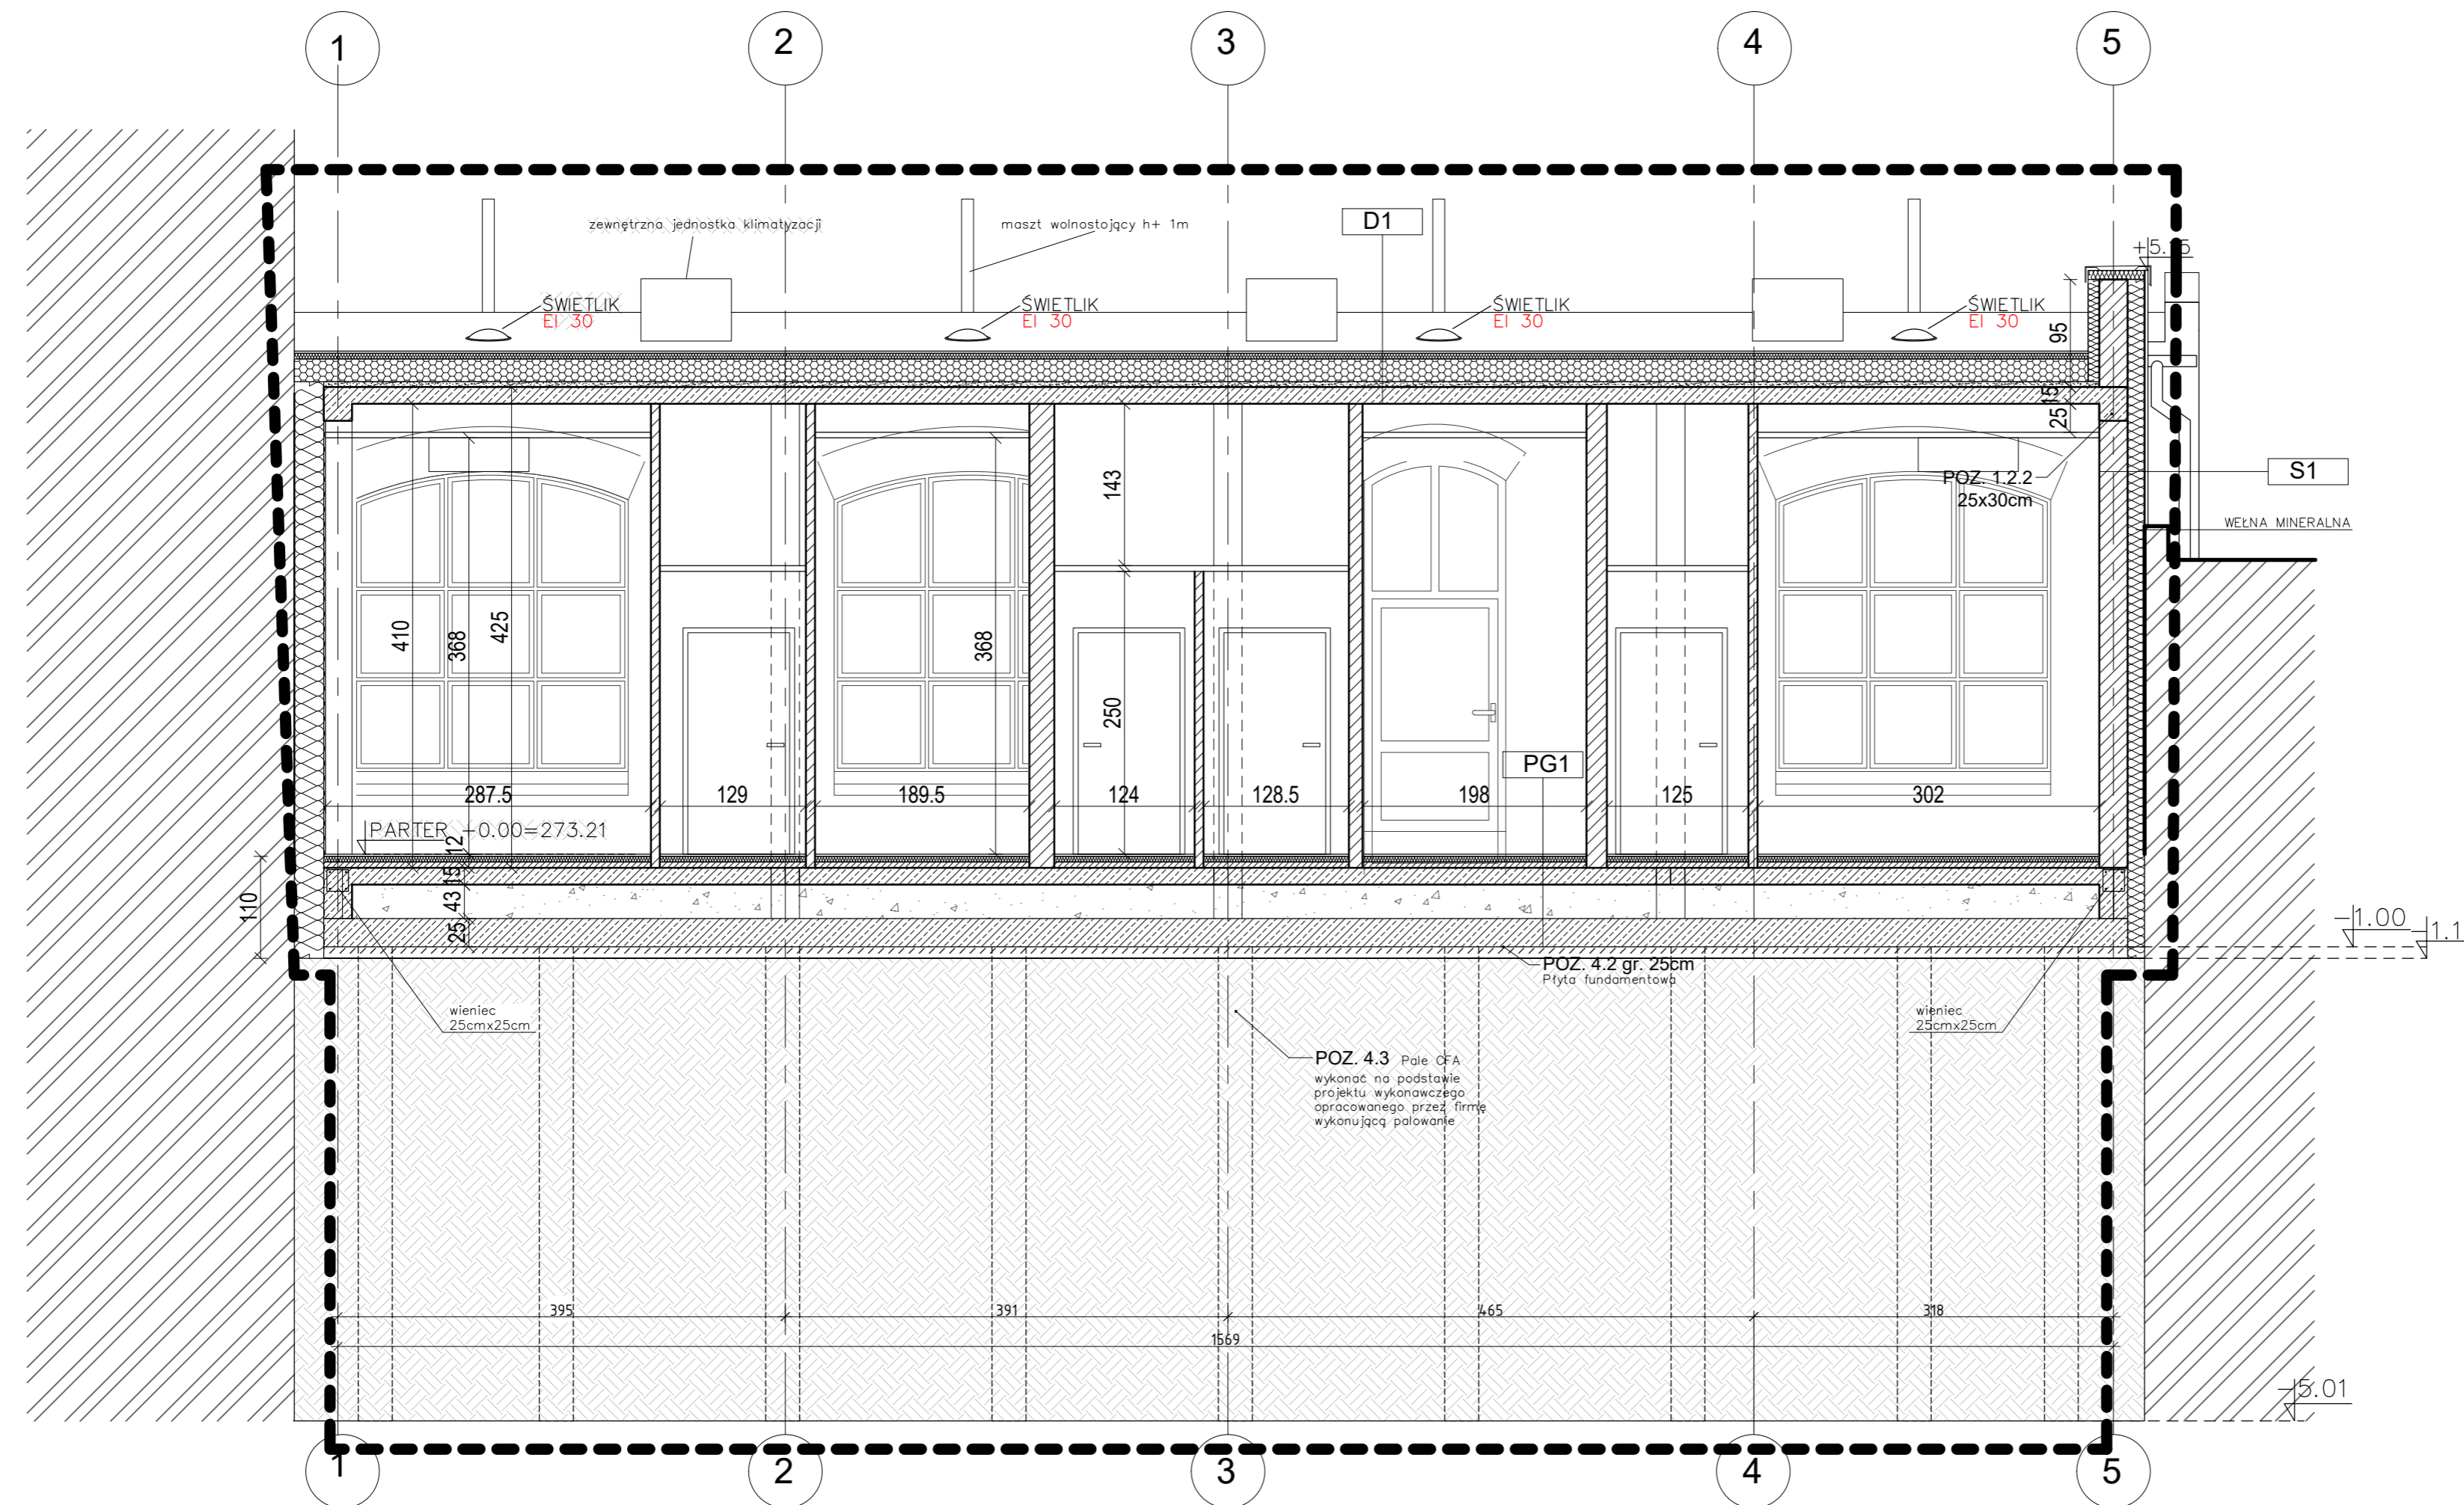 1
2
3
4
5
zewnętrzna jednostka klimatyzacji
maszt wolnostojący h+ 1m
D1
+5.15
ŚWIETLIK
EI 30
ŚWIETLIK
EI 30
ŚWIETLIK
EI 30
ŚWIETLIK
EI 30
95
15
25
POZ. 1.2.2
25x30cm
S1
WEŁNA MINERALNA
410
368
425
368
143
250
PG1
287.5
129
189.5
124
128.5
198
125
302
PARTER +0.00=273.21
12
15
43
25
110
-1.00
POZ. 4.2 gr. 25cm
Płyta fundamentowa
wieniec
25cmx25cm
wieniec
25cmx25cm
POZ. 4.3 Pale CFA
wykonać na podstawie
projektu wykonawczego
opracowanego przez firmę
wykonującą palowanie
395
391
465
318
1569
-5.01
1
2
3
4
5